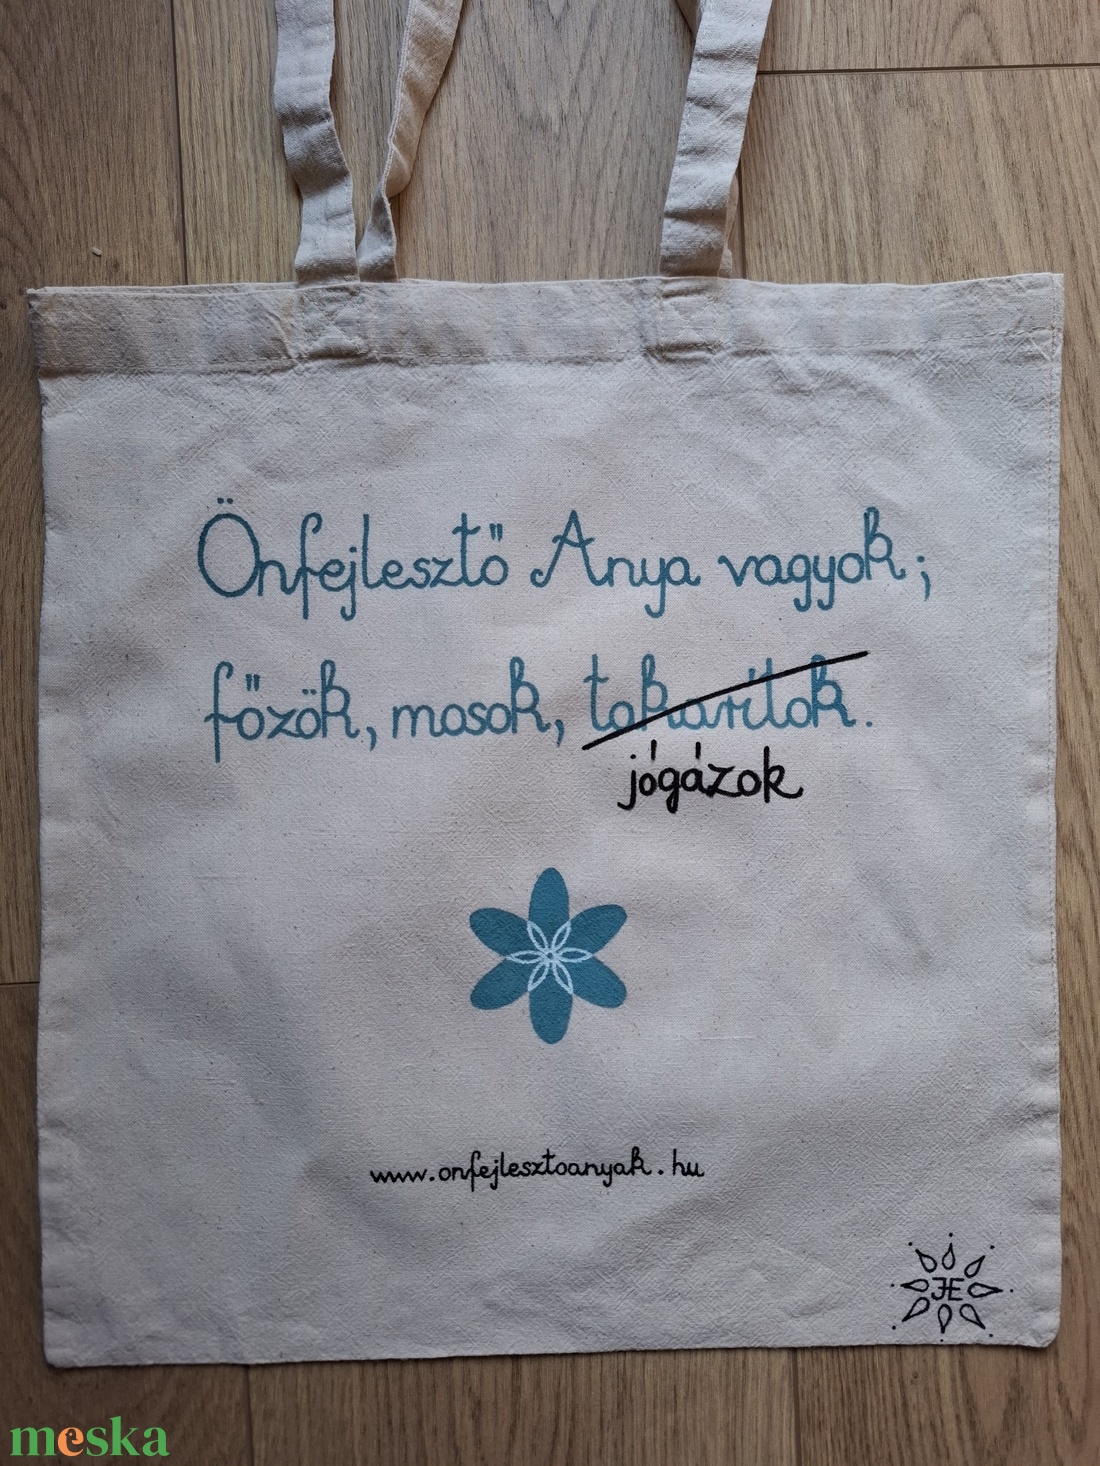 Önfejlesztő Anya vagyok;
főzök, mosok, takarítok.
jógázok
www.onfejlesztoanyak.hu
JE
meska